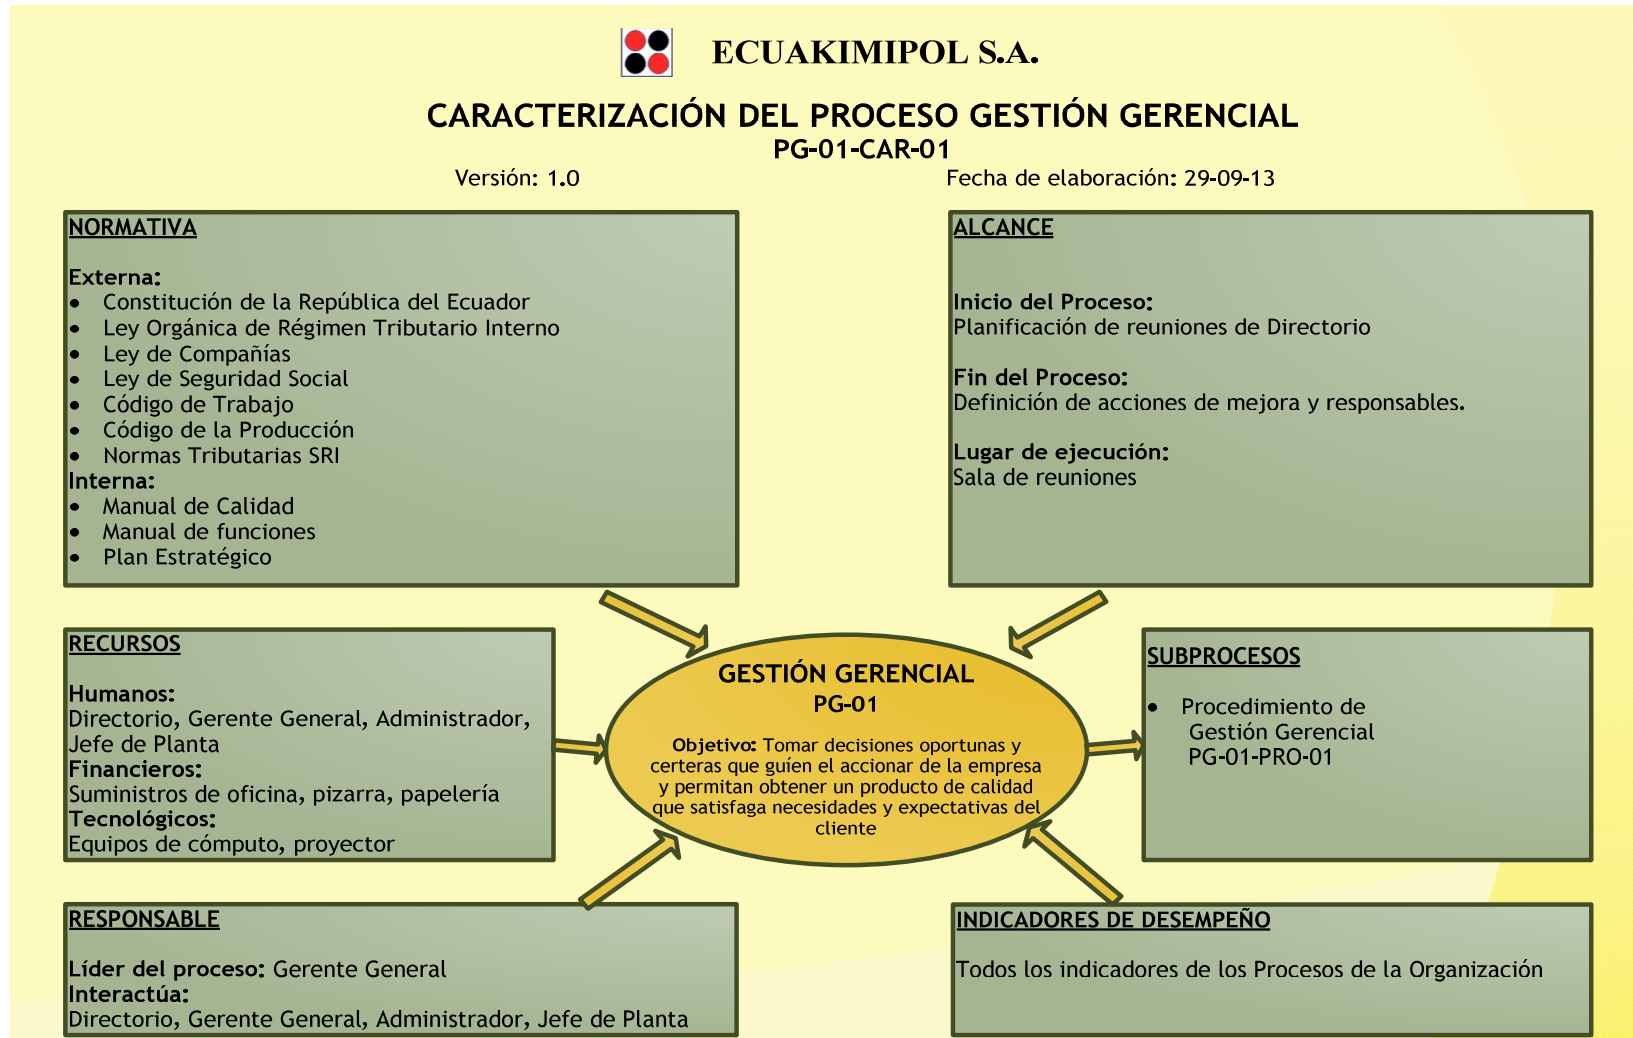 ECUAKIMIPOL S.A.
CARACTERIZACIÓN DEL PROCESO GESTIÓN GERENCIAL
PG-01-CAR-01
Versión: 1.0
Fecha de elaboración: 29-09-13
NORMATIVA
Externa:
• Constitución de la República del Ecuador
• Ley Orgánica de Régimen Tributario Interno
• Ley de Compañías
• Ley de Seguridad Social
• Código de Trabajo
• Código de la Producción
• Normas Tributarias SRI
Interna:
• Manual de Calidad
• Manual de funciones
• Plan Estratégico
ALCANCE
Inicio del Proceso:
Planificación de reuniones de Directorio
Fin del Proceso:
Definición de acciones de mejora y responsables.
Lugar de ejecución:
Sala de reuniones
RECURSOS
Humanos:
Directorio, Gerente General, Administrador,
Jefe de Planta
Financieros:
Suministros de oficina, pizarra, papelería
Tecnológicos:
Equipos de cómputo, proyector
GESTIÓN GERENCIAL
PG-01
Objetivo: Tomar decisiones oportunas y
certeras que guíen el accionar de la empresa
y permitan obtener un producto de calidad
que satisfaga necesidades y expectativas del
cliente
SUBPROCESOS
• Procedimiento de
Gestión Gerencial
PG-01-PRO-01
RESPONSABLE
Líder del proceso: Gerente General
Interactúa:
Directorio, Gerente General, Administrador, Jefe de Planta
INDICADORES DE DESEMPEÑO
Todos los indicadores de los Procesos de la Organización